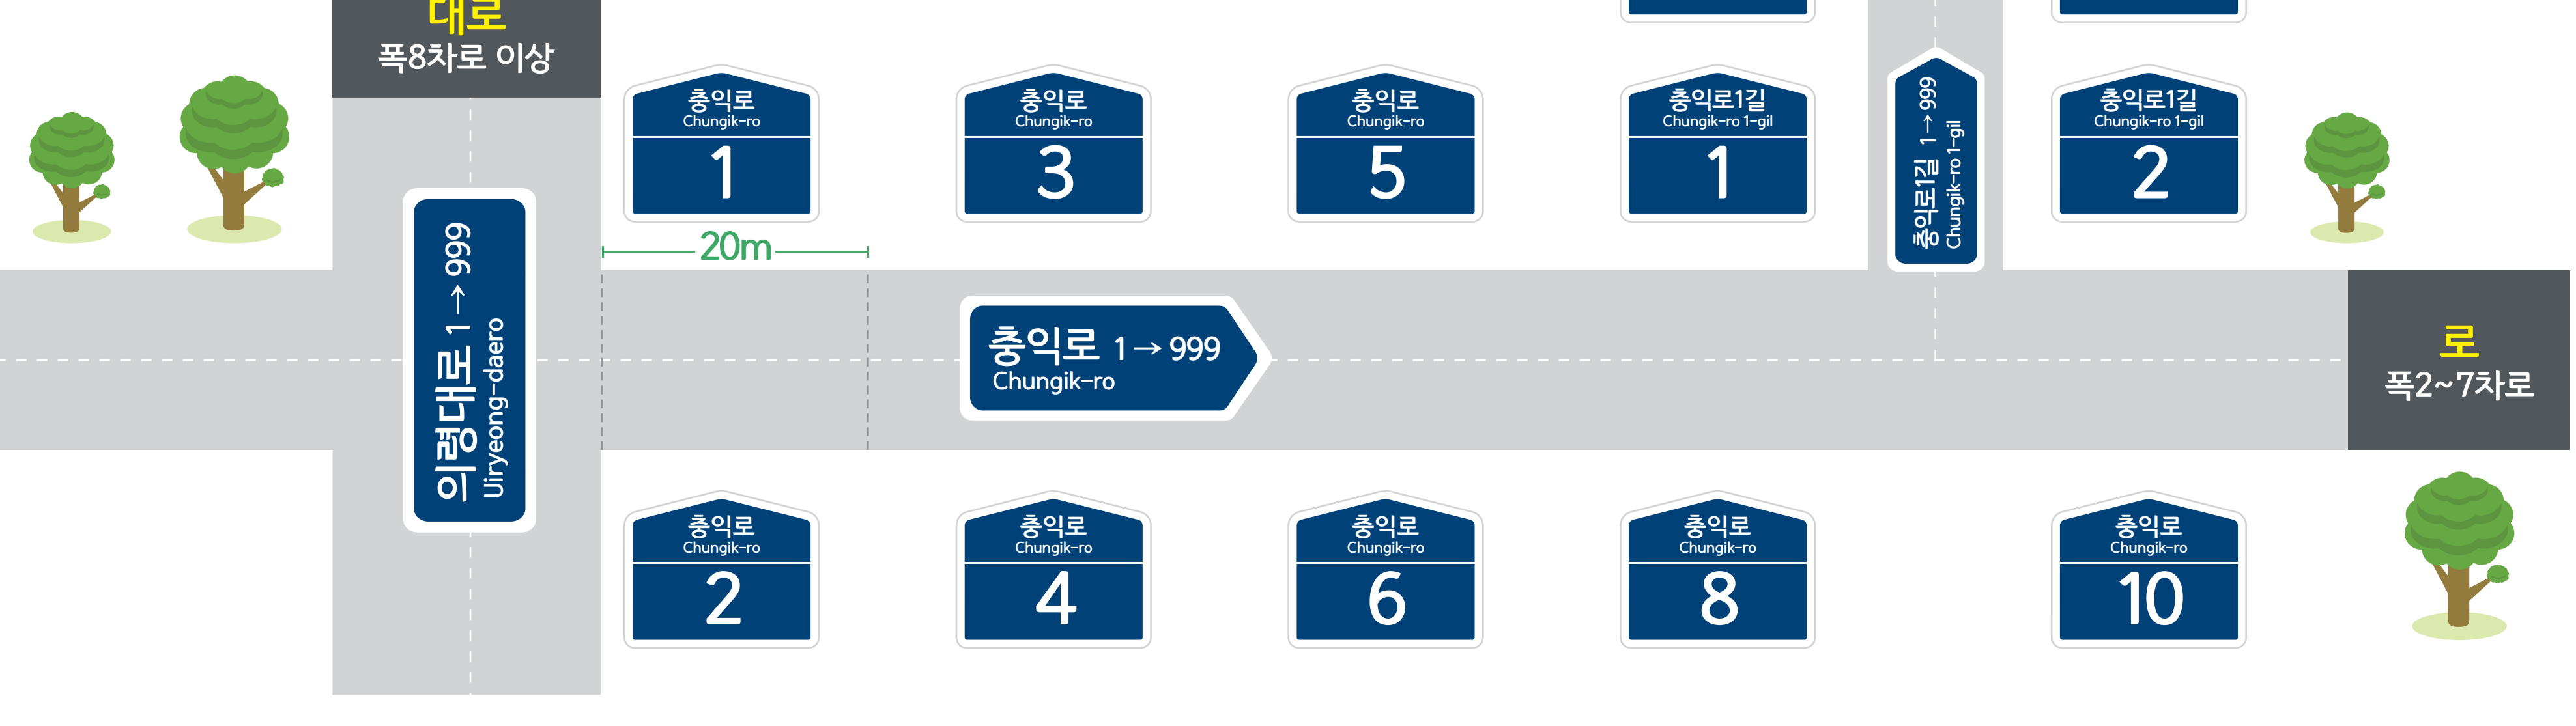 대로
폭8차로 이상
충익로
Chungik-ro
1
충익로
Chungik-ro
3
충익로
Chungik-ro
5
충익로1길
Chungik-ro 1-gil
1
충익로1길 1→999
Chungik-ro 1-gil
충익로1길
Chungik-ro 1-gil
2
20m
의령대로 1→999
Uiryeong-daero
충익로 1→999
Chungik-ro
로
폭2~7차로
충익로
Chungik-ro
2
충익로
Chungik-ro
4
충익로
Chungik-ro
6
충익로
Chungik-ro
8
충익로
Chungik-ro
10